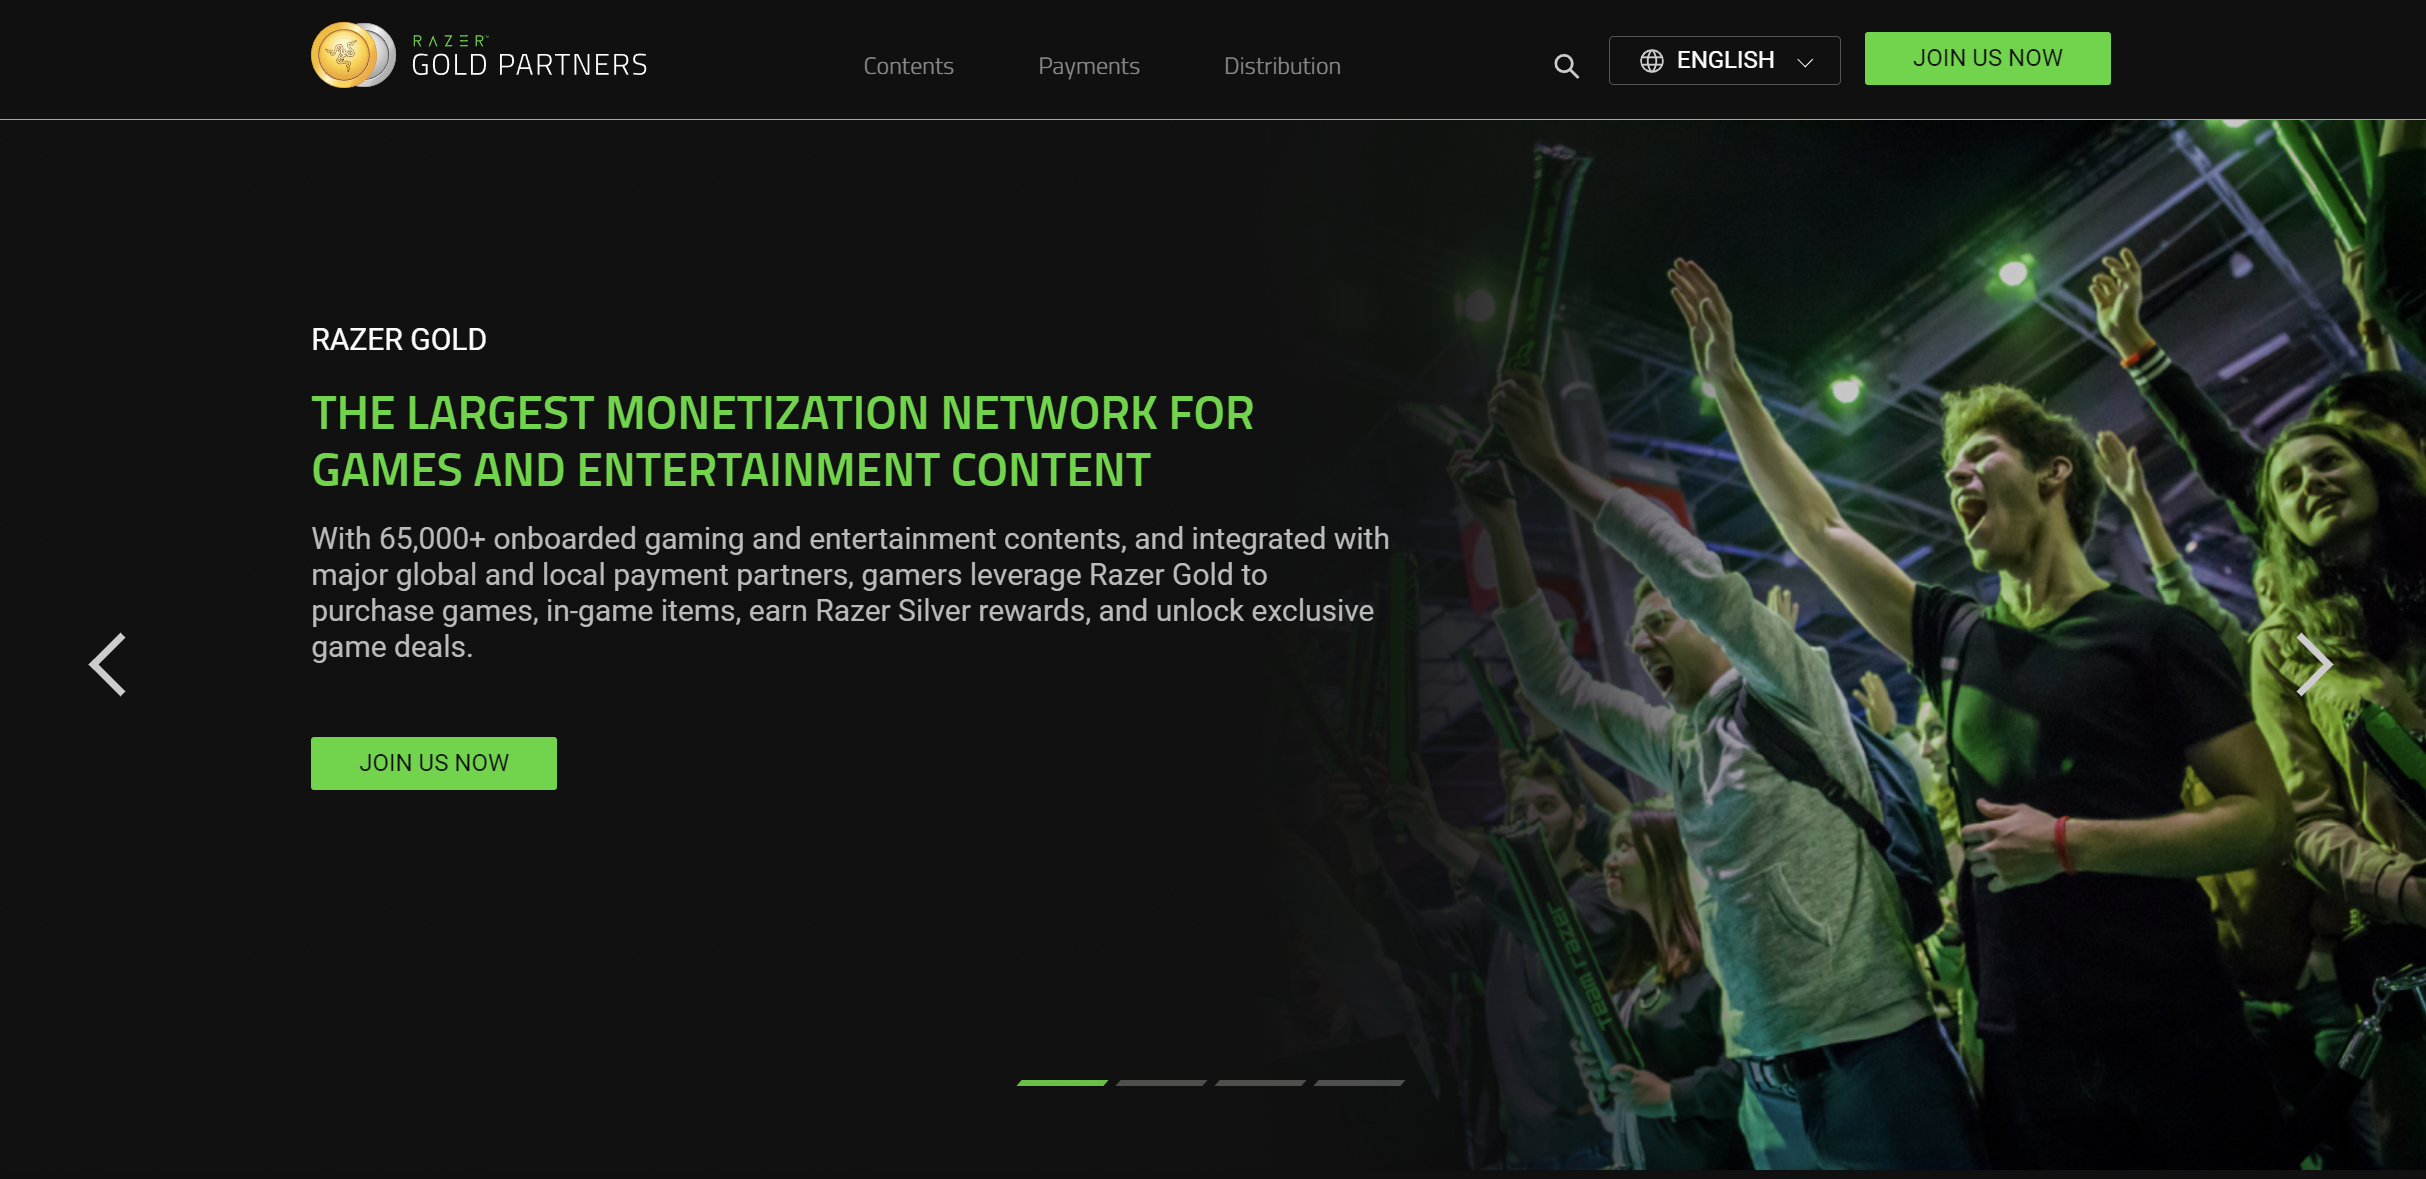 RAZER
GOLD PARTNERS
Contents
Payments
Distribution
ENGLISH
JOIN US NOW
RAZER GOLD
THE LARGEST MONETIZATION NETWORK FOR
GAMES AND ENTERTAINMENT CONTENT
With 65,000+ onboarded gaming and entertainment contents, and integrated with
major global and local payment partners, gamers leverage Razer Gold to
purchase games, in-game items, earn Razer Silver rewards, and unlock exclusive
game deals.
JOIN US NOW
Team razer